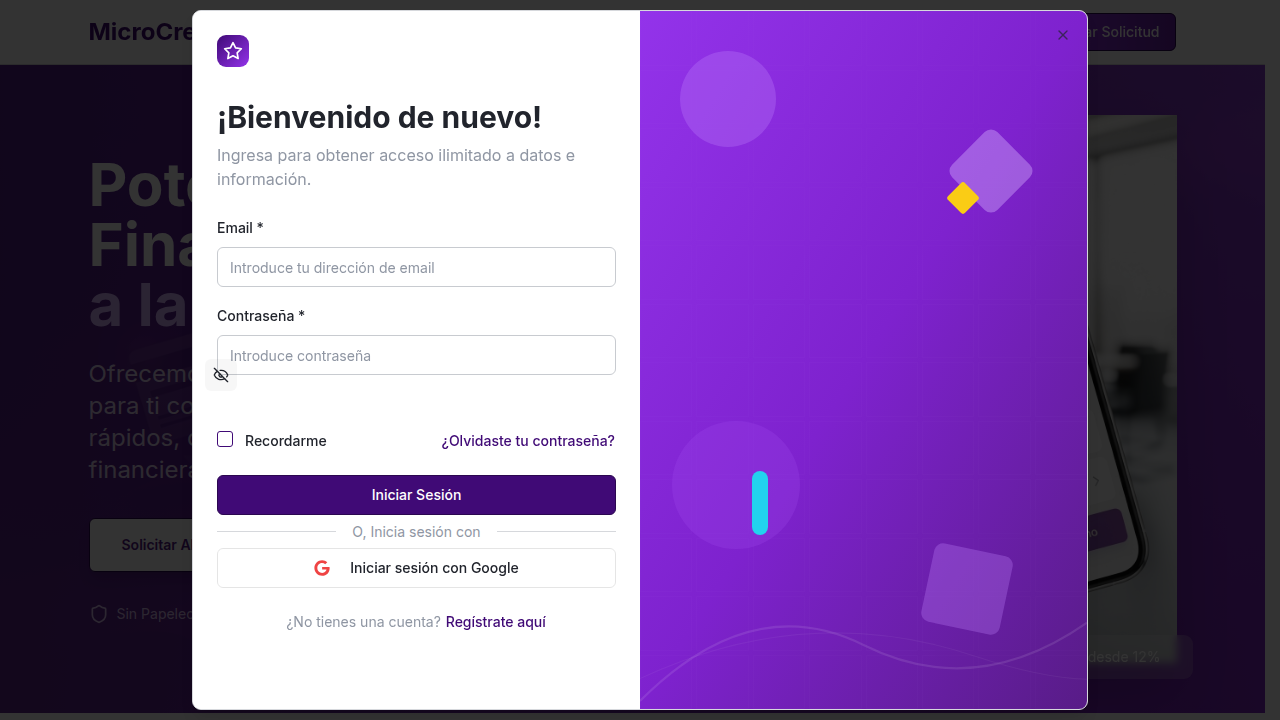 MicroCre
ar Solicitud
¡Bienvenido de nuevo!
Ingresa para obtener acceso ilimitado a datos e
información.
Email *
Introduce tu dirección de email
Contraseña *
Introduce contraseña
Recordarme
¿Olvidaste tu contraseña?
Iniciar Sesión
O, Inicia sesión con
Iniciar sesión con Google
¿No tienes una cuenta? Regístrate aquí
Pote
Fina
a la
Ofrecemo
para ti co
rápidos,
financiera
Solicitar A
Sin Papeleo
desde 12%